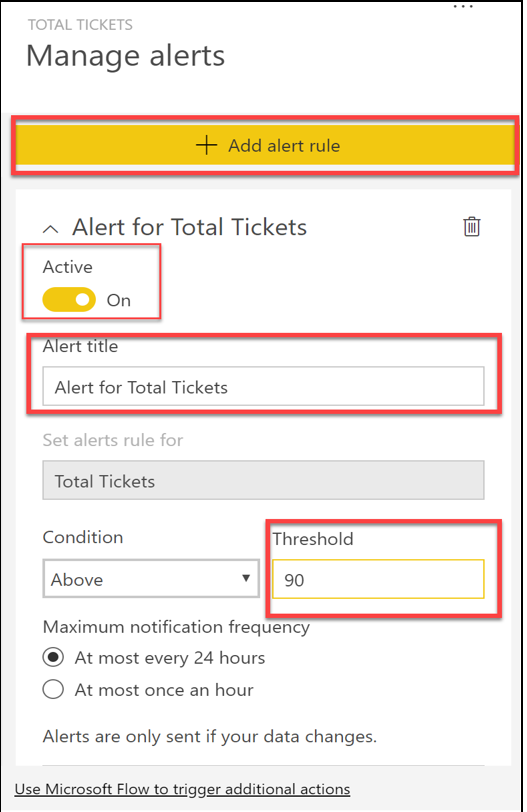 TOTAL TICKETS
Manage alerts
Add alert rule
Alert for Total Tickets
Active
On
Alert title
Alert for Total Tickets
Set alerts rule for
Total Tickets
Condition
Threshold
Above
90
Maximum notification frequency
At most every 24 hours
At most once an hour
Alerts are only sent if your data changes.
Use Microsoft Flow to trigger additional actions